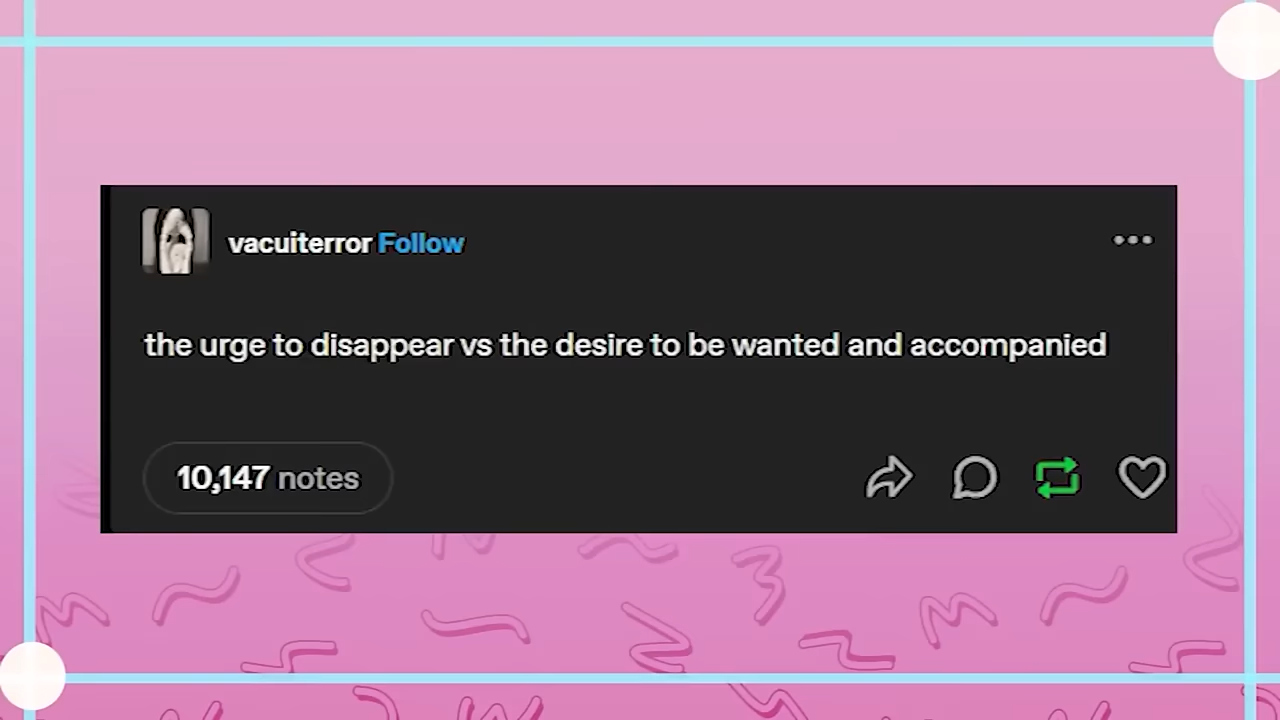 vacuiterror Follow
the urge to disappear vs the desire to be wanted and accompanied
10,147 notes